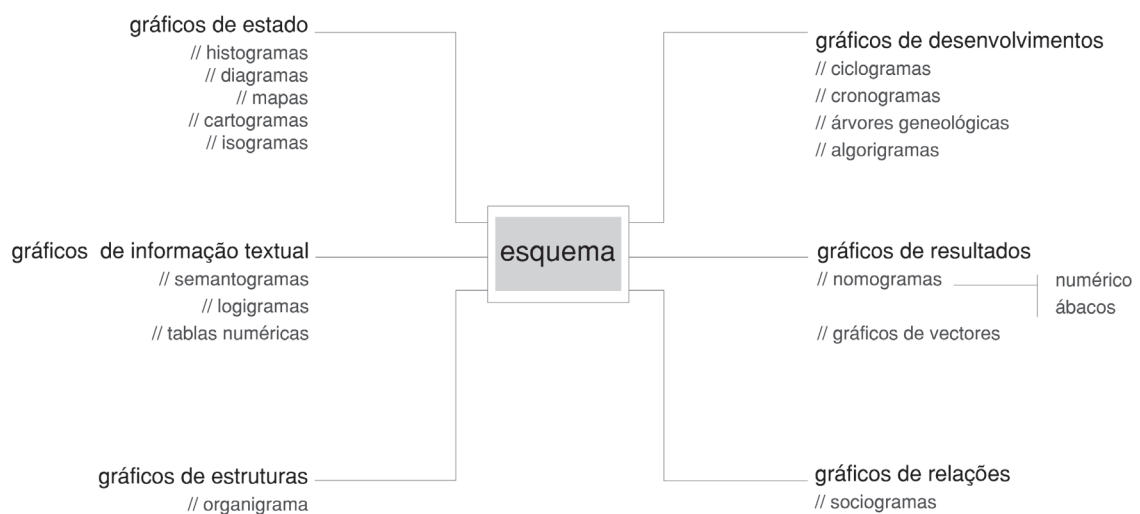 gráficos de estado
// histogramas
// diagramas
// mapas
// cartogramas
// isogramas
gráficos de informação textual
// semantogramas
// logigramas
// tablas numéricas
gráficos de estruturas
// organigrama
esquema
gráficos de desenvolvimentos
// ciclogramas
// cronogramas
// árvores geneológicas
// algorigramas
gráficos de resultados
// nomogramas
numérico
ábacos
// gráficos de vectores
gráficos de relações
// sociogramas